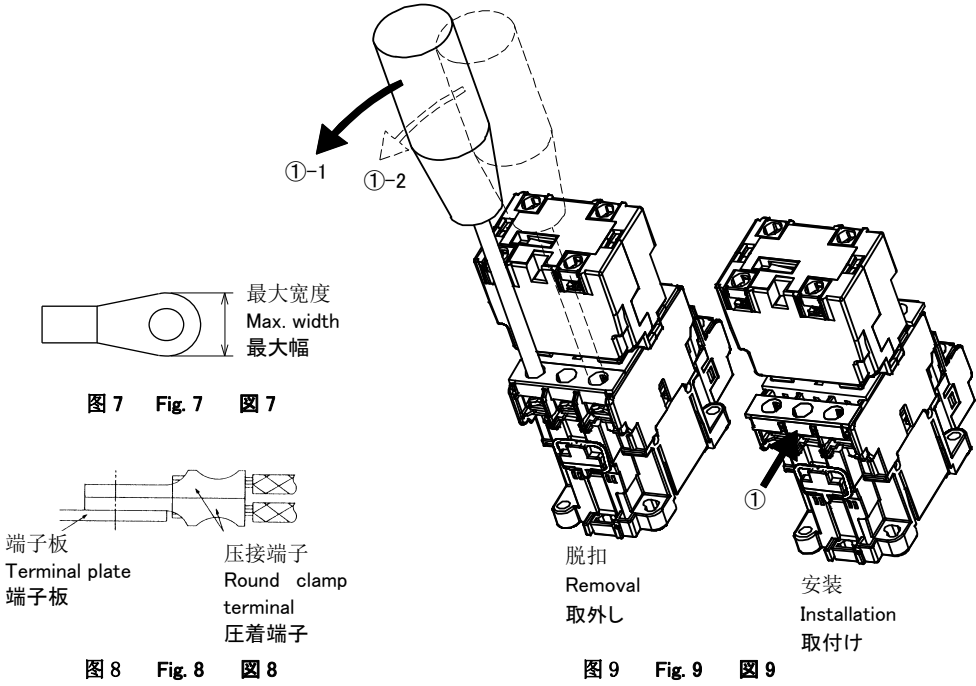 ①-1
①-2
最大宽度
Max. width
最大幅
图 7 Fig. 7 図 7
端子板
Terminal plate
端子板
压接端子
Round clamp
terminal
圧着端子
图 8 Fig. 8 図 8
①
脱扣
Removal
取外し
安装
Installation
取付け
图 9 Fig. 9 図 9